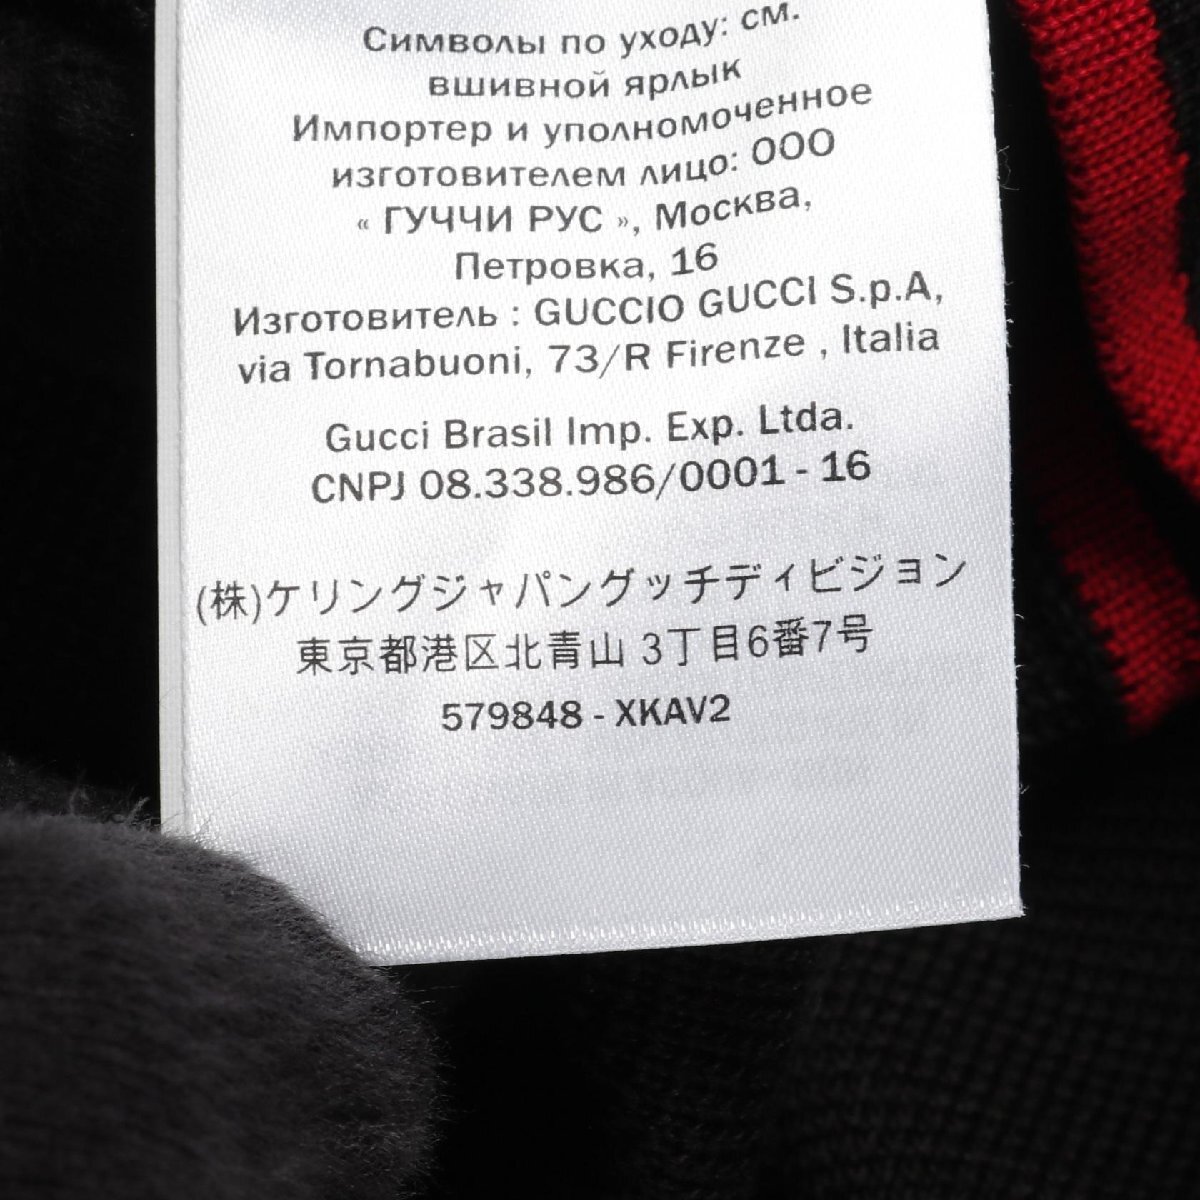 Символы по уходу: см.
вшивной ярлык
Импортер и уполномоченное
изготовителем лицо: ООО
« ГУЧЧИ РУС », Москва,
Петровка, 16
Изготовитель : GUCCIO GUCCI S.p.A,
via Tornabuoni, 73/R Firenze , Italia
Gucci Brasil Imp. Exp. Ltda.
CNPJ 08.338.986/0001 - 16
(株)ケリングジャパングッチディビジョン
東京都港区北青山 3丁目6番7号
579848 - XKAV2